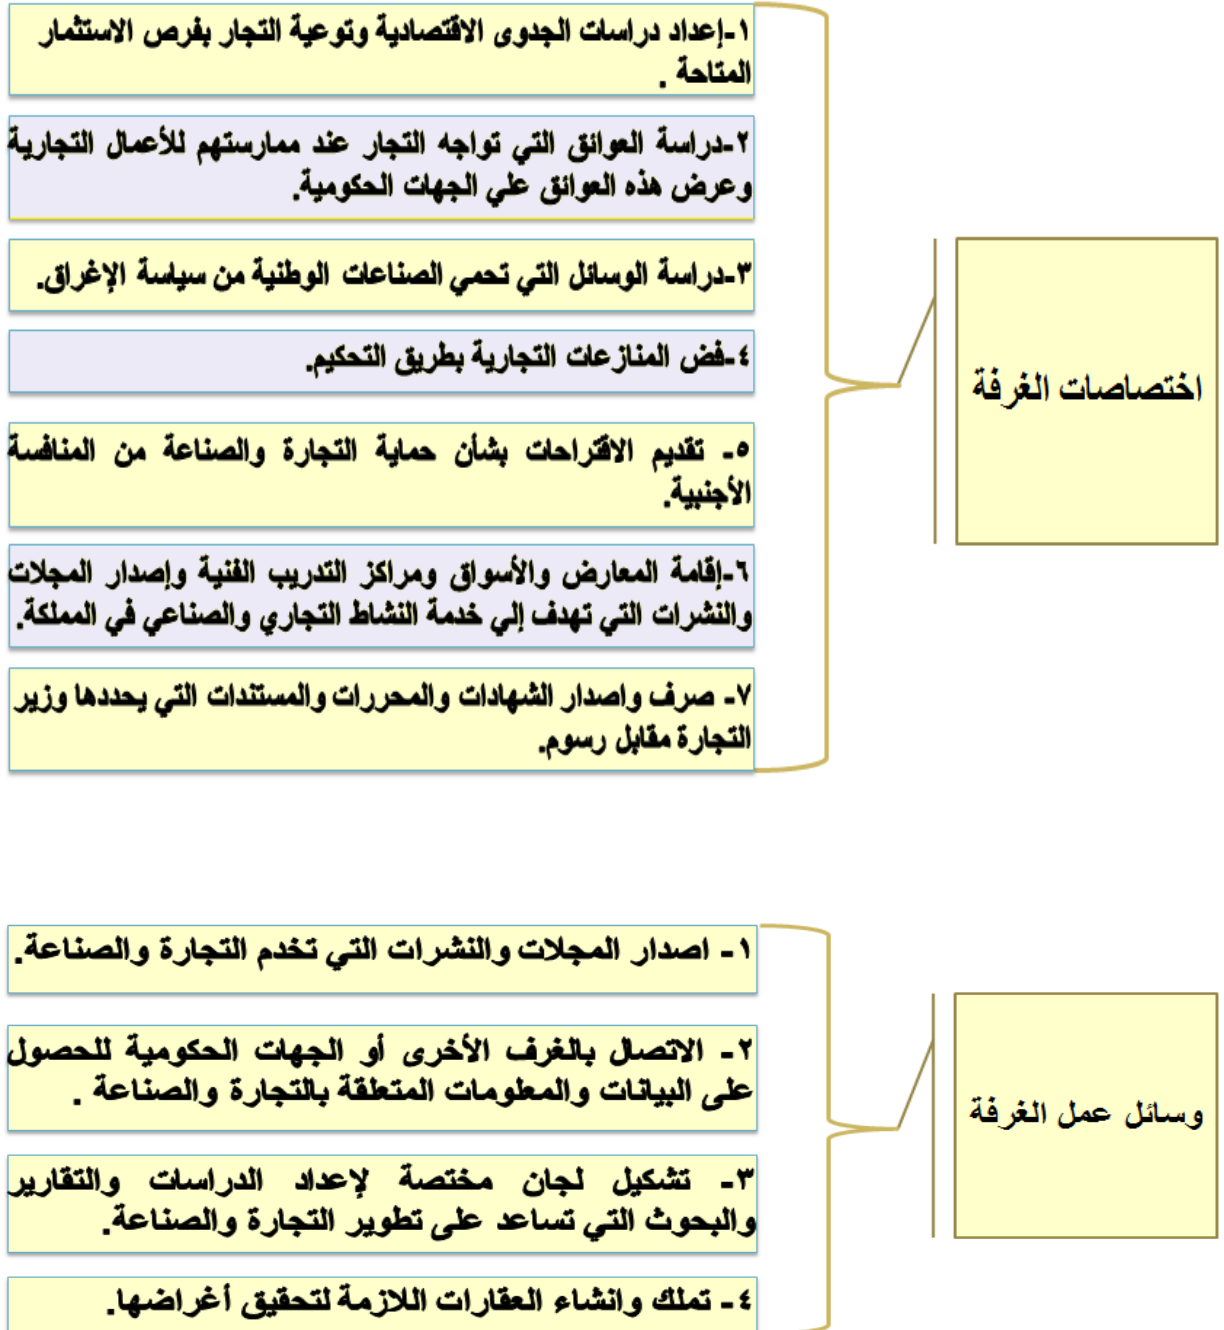 اختصاصات الغرفة
١-إعداد دراسات الجدوى الاقتصادية وتوعية التجار بفرص الاستثمار
المتاحة .
٢-دراسة العوائق التي تواجه التجار عند ممارستهم للأعمال التجارية
وعرض هذه العوائق علي الجهات الحكومية.
٣-دراسة الوسائل التي تحمي الصناعات الوطنية من سياسة الإغراق.
٤-فض المنازعات التجارية بطريق التحكيم.
٥- تقديم الاقتراحات بشأن حماية التجارة والصناعة من المنافسة
الأجنبية.
٦-إقامة المعارض والأسواق ومراكز التدريب الفنية وإصدار المجلات
والنشرات التي تهدف إلي خدمة النشاط التجاري والصناعي في المملكة.
٧- صرف واصدار الشهادات والمحررات والمستندات التي يحددها وزير
التجارة مقابل رسوم.
وسائل عمل الغرفة
١- اصدار المجلات والنشرات التي تخدم التجارة والصناعة.
٢- الاتصال بالغرف الأخرى أو الجهات الحكومية للحصول
على البيانات والمعلومات المتعلقة بالتجارة والصناعة .
٣- تشكيل لجان مختصة لإعداد الدراسات والتقارير
والبحوث التي تساعد على تطوير التجارة والصناعة.
٤- تملك وانشاء العقارات اللازمة لتحقيق أغراضها.